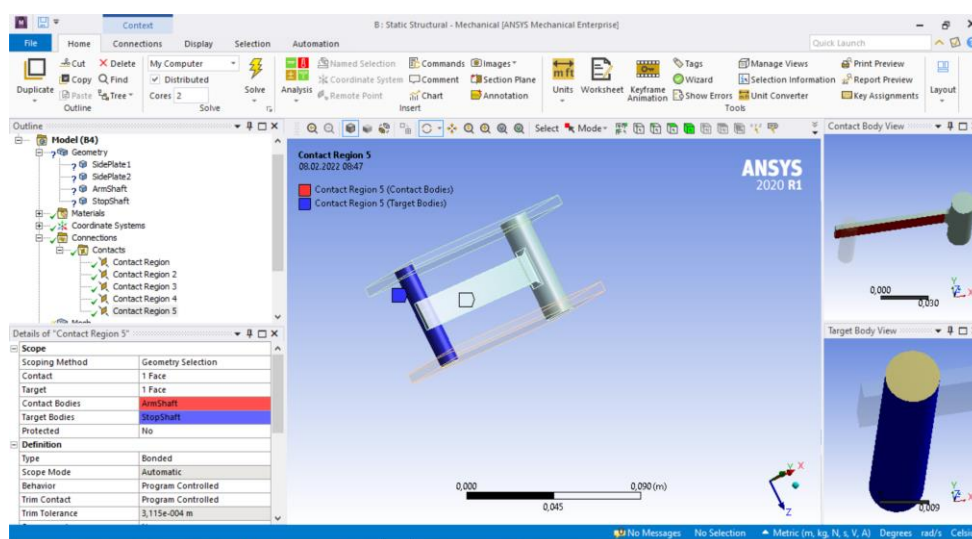 Context
B : Static Structural - Mechanical [ANSYS Mechanical Enterprise]
File Home Connections Display Selection Automation
Quick Launch
Duplicate
Cut
Copy
Paste
Delete
Find
Tree
Outline
My Computer
Distributed
Cores 2
Solve
Solve
Analysis
Named Selection
Coordinate System
Remote Point
Commands
Comment
Chart
Images
Section Plane
Annotation
Insert
mft
Units
Worksheet
Keyframe
Animation
Tags
Wizard
Show Errors
Manage Views
Selection Information
Unit Converter
Print Preview
Report Preview
Key Assignments
Tools
Layout
Outline
Model (B4)
Geometry
SidePlate1
SidePlate2
ArmShaft
StopShaft
Materials
Coordinate Systems
Connections
Contacts
Contact Region
Contact Region 2
Contact Region 3
Contact Region 4
Contact Region 5
Select Mode
Contact Region 5
08.02.2022 08:47
Contact Region 5 (Contact Bodies)
Contact Region 5 (Target Bodies)
ANSYS
2020 R1
0,000 0,090 (m)
0,045
X
Y
Z
Contact Body View
0,000
0,030
Target Body View
0,009
Details of "Contact Region 5"
Scope
Scoping Method Geometry Selection
Contact 1 Face
Target 1 Face
Contact Bodies ArmShaft
Target Bodies StopShaft
Protected No
Definition
Type Bonded
Scope Mode Automatic
Behavior Program Controlled
Trim Contact Program Controlled
Trim Tolerance 3,115e-004 m
No Messages No Selection Metric (m, kg, N, s, V, A) Degrees rad/s